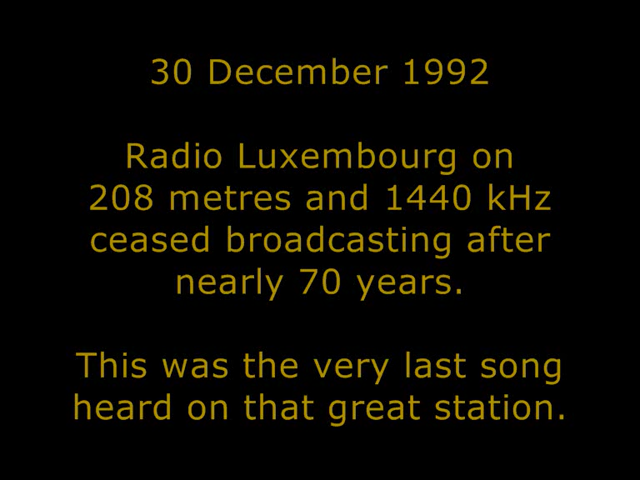 30 December 1992
Radio Luxembourg on
208 metres and 1440 kHz
ceased broadcasting after
nearly 70 years.
This was the very last song
heard on that great station.